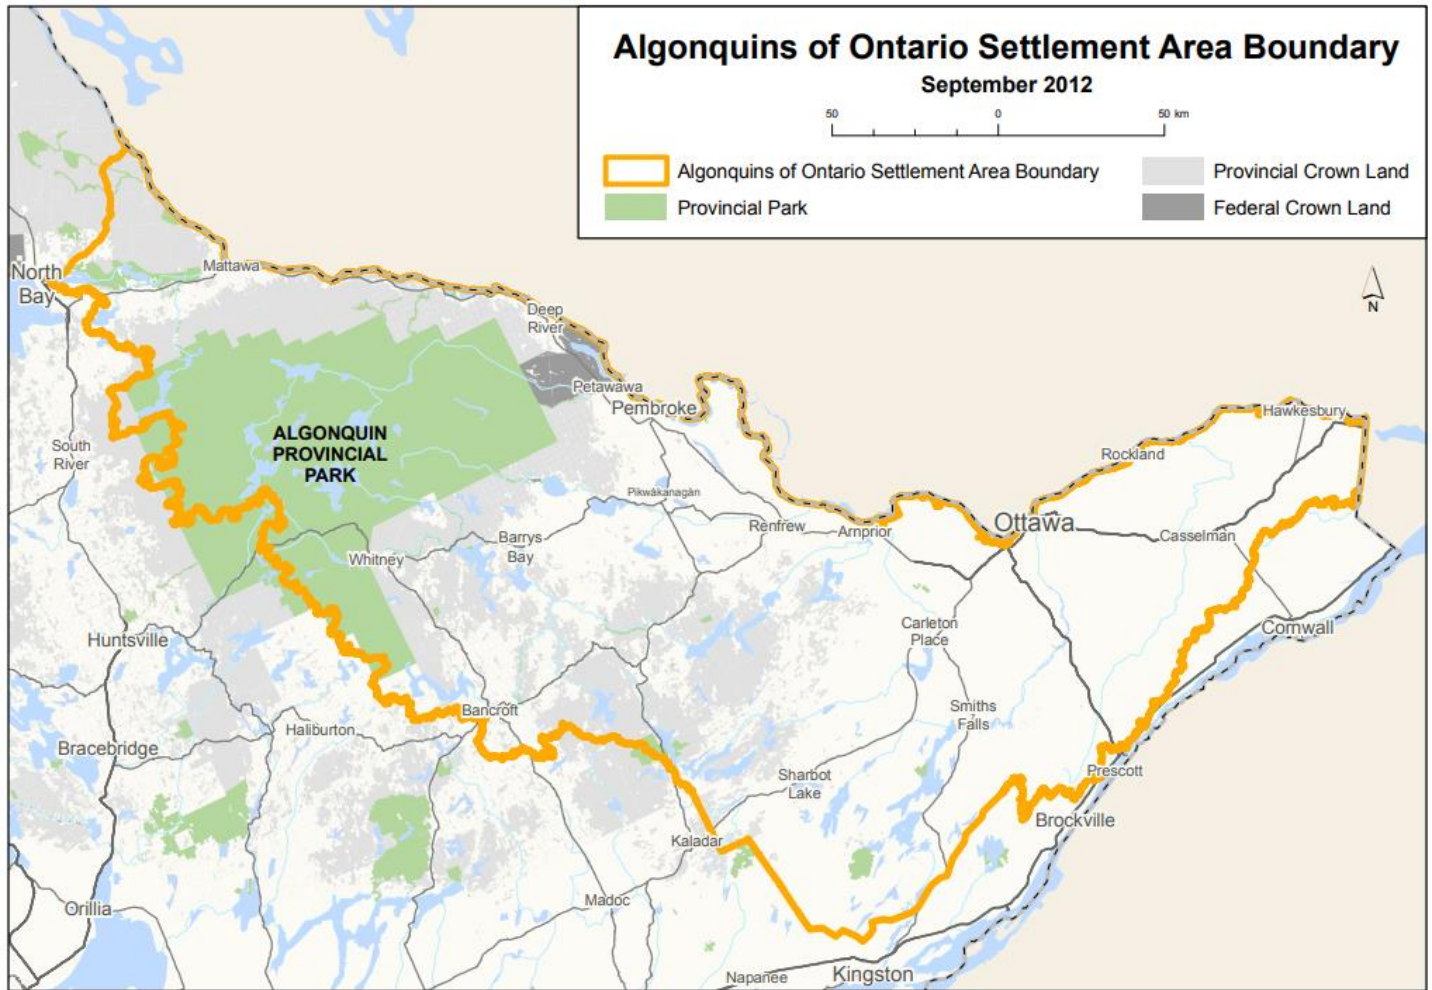 Algonquins of Ontario Settlement Area Boundary
September 2012
50 0 50 km
Algonquins of Ontario Settlement Area Boundary
Provincial Crown Land
Provincial Park
Federal Crown Land
N
North
Bay
Mattawa
Deep
River
Petawawa
Pembroke
ALGONQUIN
PROVINCIAL
PARK
South
River
Hawkesbury
Rockland
Pikwàkanagàn
Renfrew
Arnprior
Ottawa
Casselman
Barrys
Bay
Whitney
Huntsville
Carleton
Place
Cornwall
Bancroft
Smiths
Falls
Haliburton
Bracebridge
Sharbot
Lake
Prescott
Brockville
Kaladar
Madoc
Orillia
Napanee
Kingston